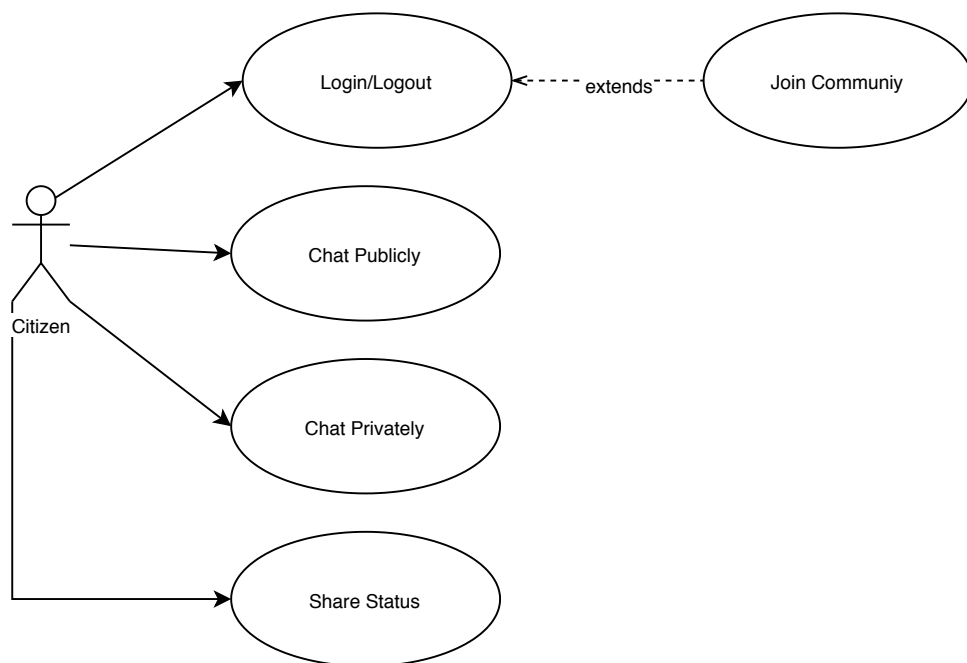 Login/Logout
extends
Join Communiy
Chat Publicly
Citizen
Chat Privately
Share Status